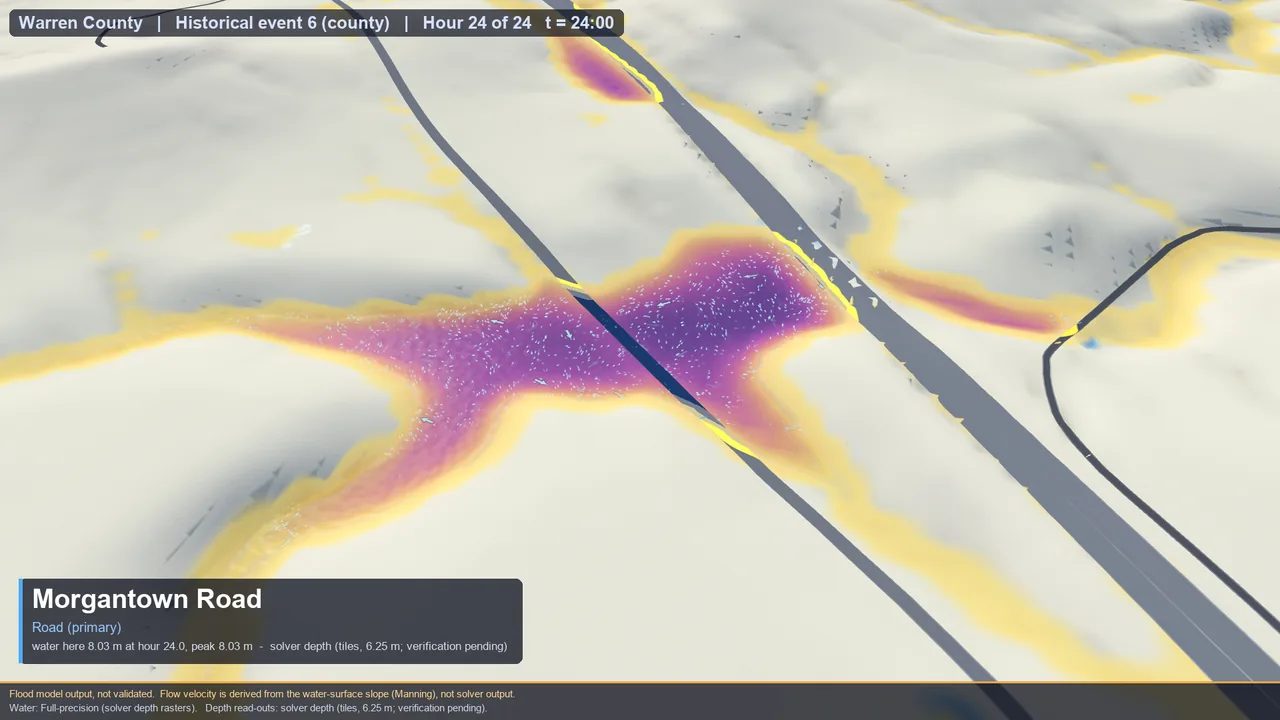 Warren County | Historical event 6 (county) | Hour 24 of 24 t = 24:00
Morgantown Road
Road (primary)
water here 8.03 m at hour 24.0, peak 8.03 m - solver depth (tiles, 6.25 m; verification pending)
Flood model output, not validated. Flow velocity is derived from the water-surface slope (Manning), not solver output.
Water: Full-precision (solver depth rasters). Depth read-outs: solver depth (tiles, 6.25 m; verification pending).